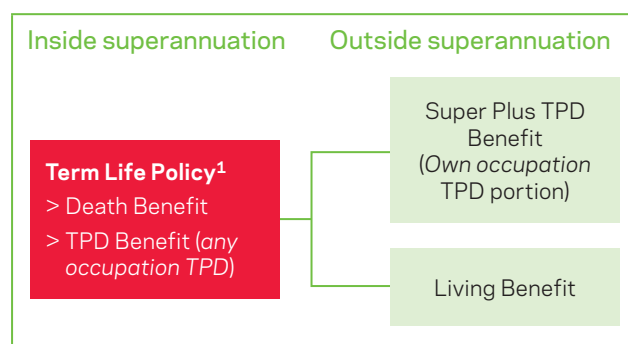 Inside superannuation
Outside superannuation
Term Life Policy1
> Death Benefit
> TPD Benefit (any
occupation TPD)
Super Plus TPD
Benefit
(Own occupation
TPD portion)
Living Benefit